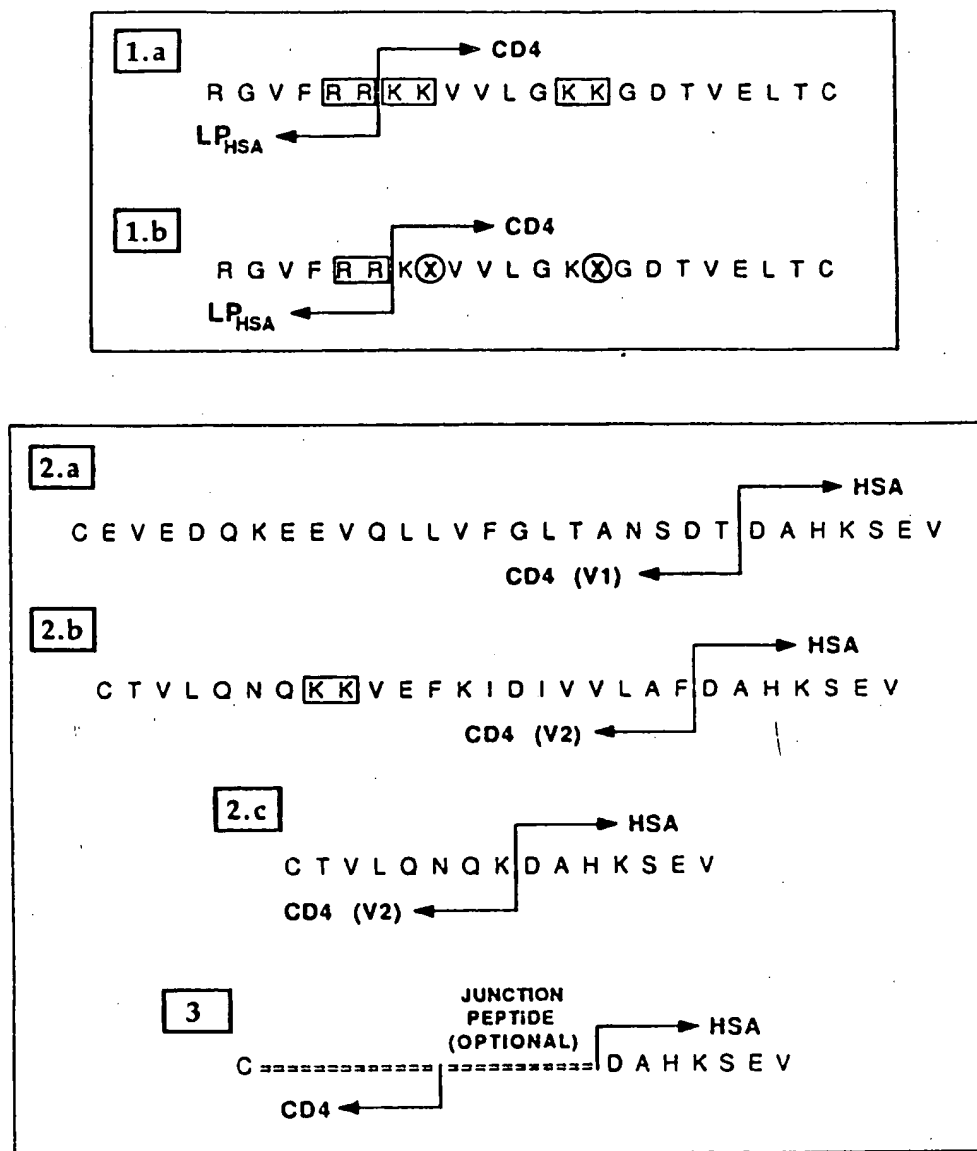 1.a
CD4
R G V F R R K K V V L G K K G D T V E L T C
LPHSA
1.b
CD4
R G V F R R K X V V L G K X G D T V E L T C
LPHSA
2.a
HSA
C E V E D Q K E E V Q L L V F G L T A N S D T D A H K S E V
CD4 (V1)
2.b
HSA
C T V L Q N Q K K V E F K I D I V V L A F D A H K S E V
CD4 (V2)
2.c
HSA
C T V L Q N Q K D A H K S E V
CD4 (V2)
3
JUNCTION
PEPTIDE
(OPTIONAL)
HSA
C D A H K S E V
CD4